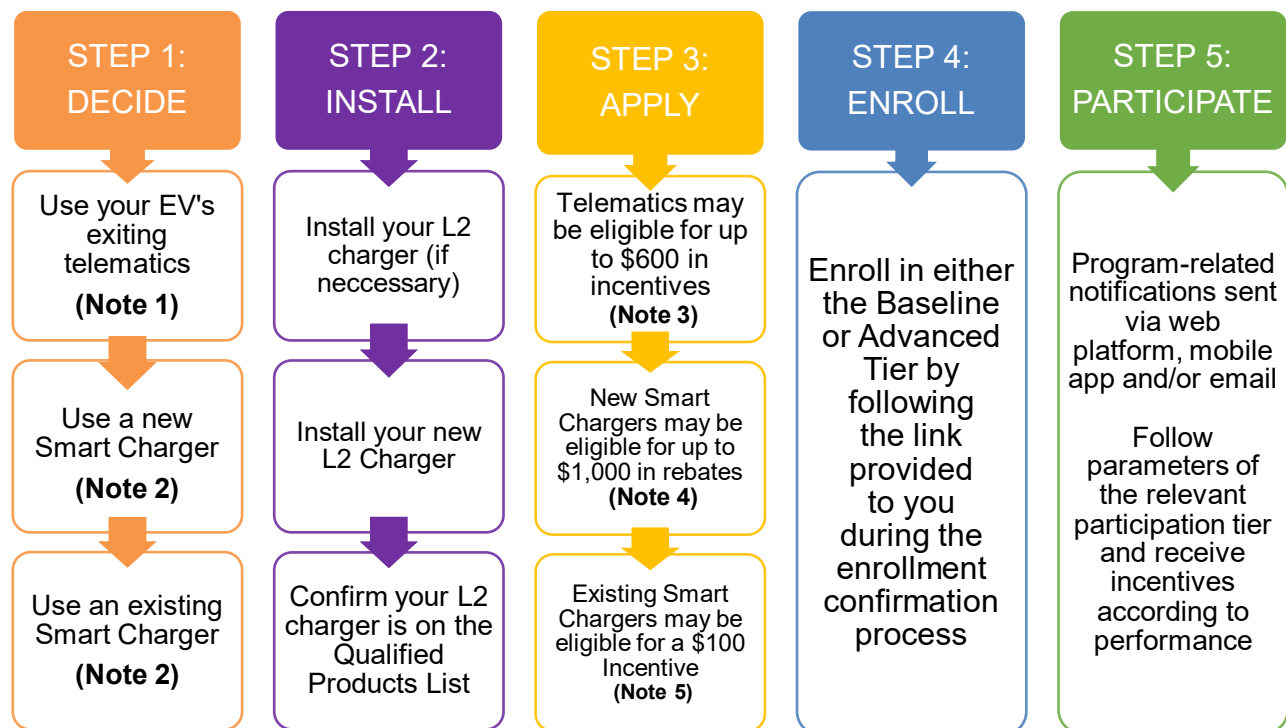 STEP 1:
DECIDE
Use your EV's
exiting
telematics
(Note 1)
Use a new
Smart Charger
(Note 2)
Use an existing
Smart Charger
(Note 2)
STEP 2:
INSTALL
Install your L2
charger (if
neccessary)
Install your new
L2 Charger
Confirm your L2
charger is on the
Qualified
Products List
STEP 3:
APPLY
Telematics may
be eligible for up
to $600 in
incentives
(Note 3)
New Smart
Chargers may be
eligible for up to
$1,000 in rebates
(Note 4)
Existing Smart
Chargers may be
eligible for a $100
Incentive
(Note 5)
STEP 4:
ENROLL
Enroll in either
the Baseline
or Advanced
Tier by
following
the link
provided
to you
during the
enrollment
confirmation
process
STEP 5:
PARTICIPATE
Program-related
notifications sent
via web
platform, mobile
app and/or email
Follow
parameters of
the relevant
participation tier
and receive
incentives
according to
performance